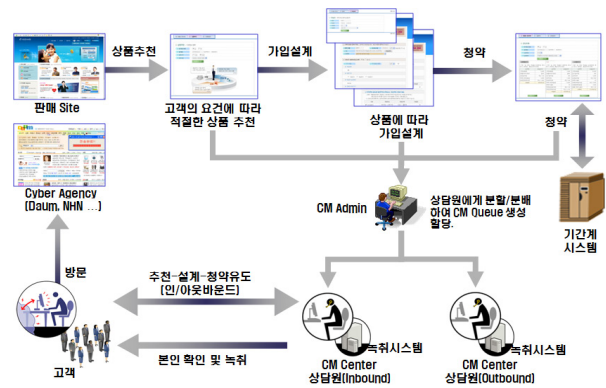 상품추천
가입설계
청약
판매 Site
고객의 요건에 따라
적절한 상품 추천
상품에 따라
가입설계
청약
Cyber Agency
(Daum, NHN ...)
CM Admin
상담원에게 분할/분배
하여 CM Queue 생성
할당.
기간계
시스템
방문
추천-설계-청약유도
(인/아웃바운드)
녹취시스템
녹취시스템
고객
본인 확인 및 녹취
CM Center
상담원(Inbound)
CM Center
상담원(Outbound)